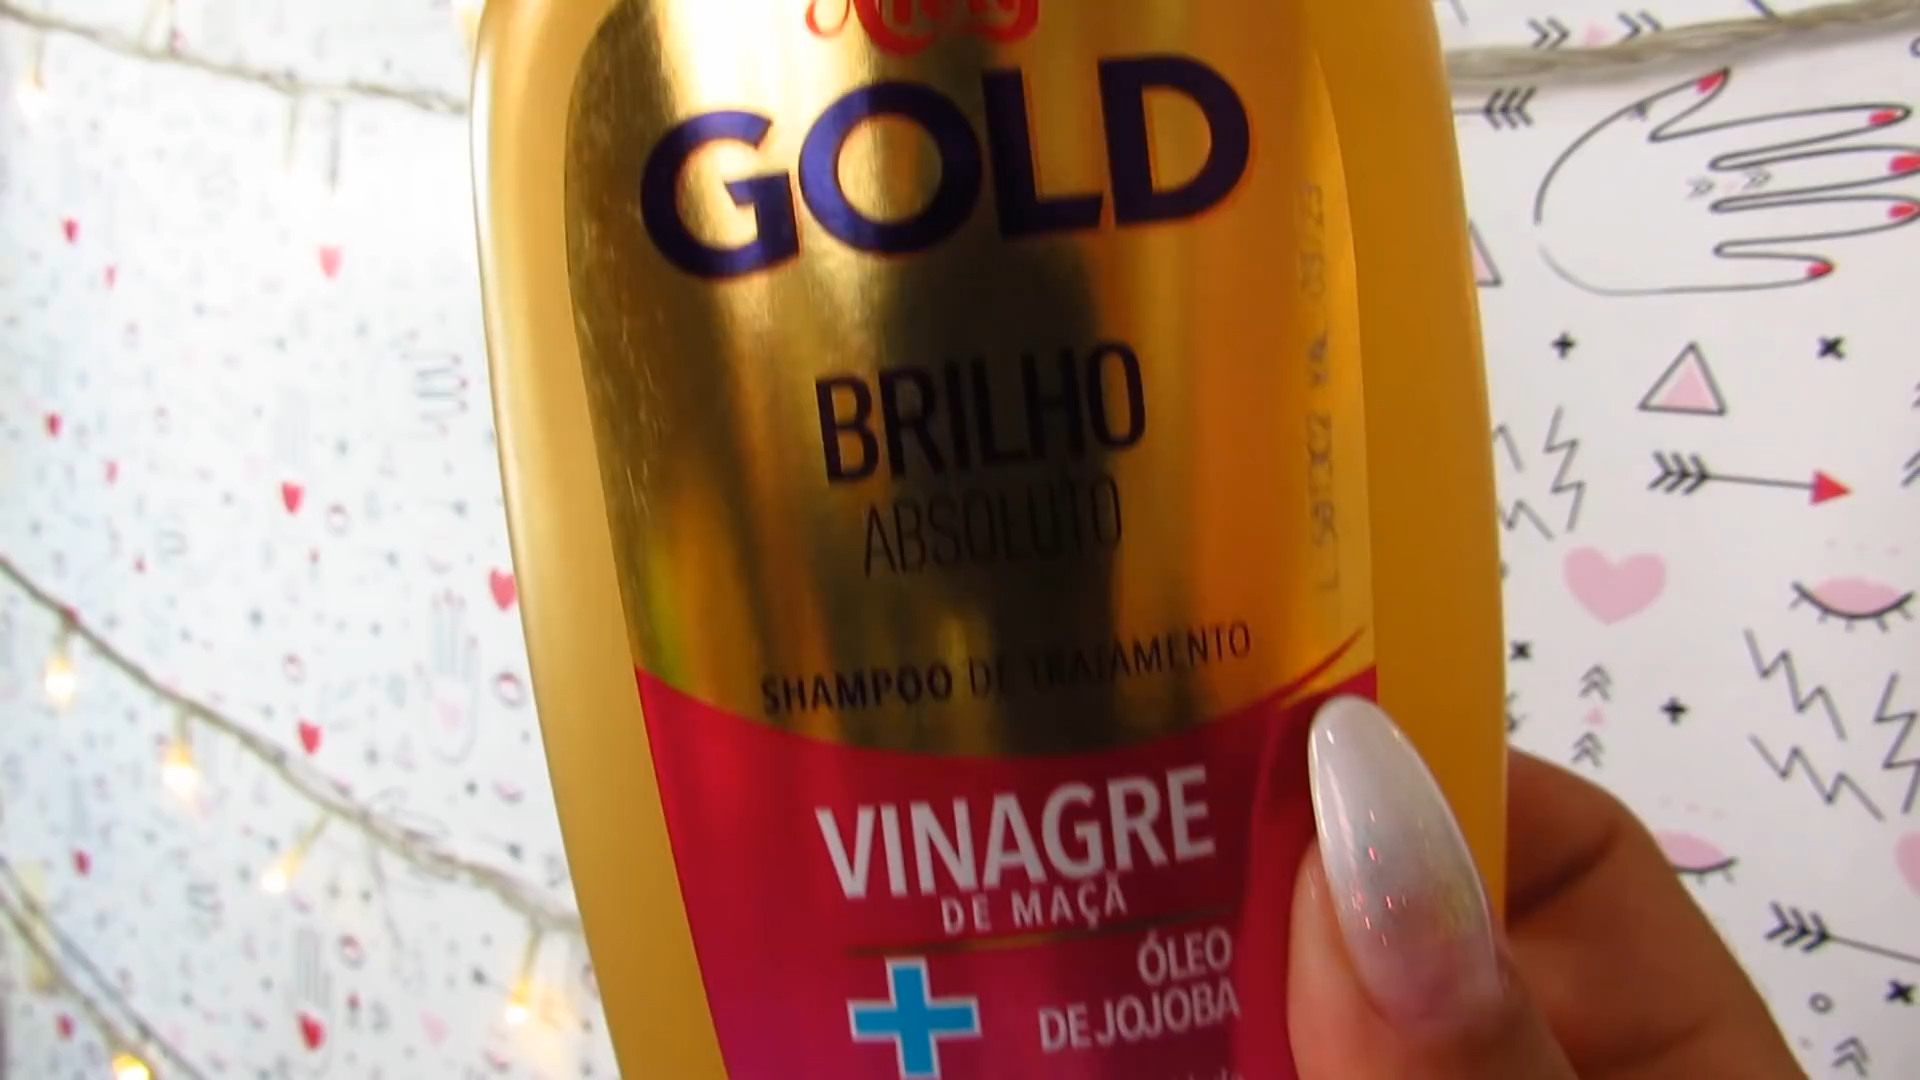 GOLD
BRILHO
ABSOLUTO
SHAMPOO DE TRATAMENTO
VINAGRE
DE MAÇÃ
ÓLEO
DE JOJOBA